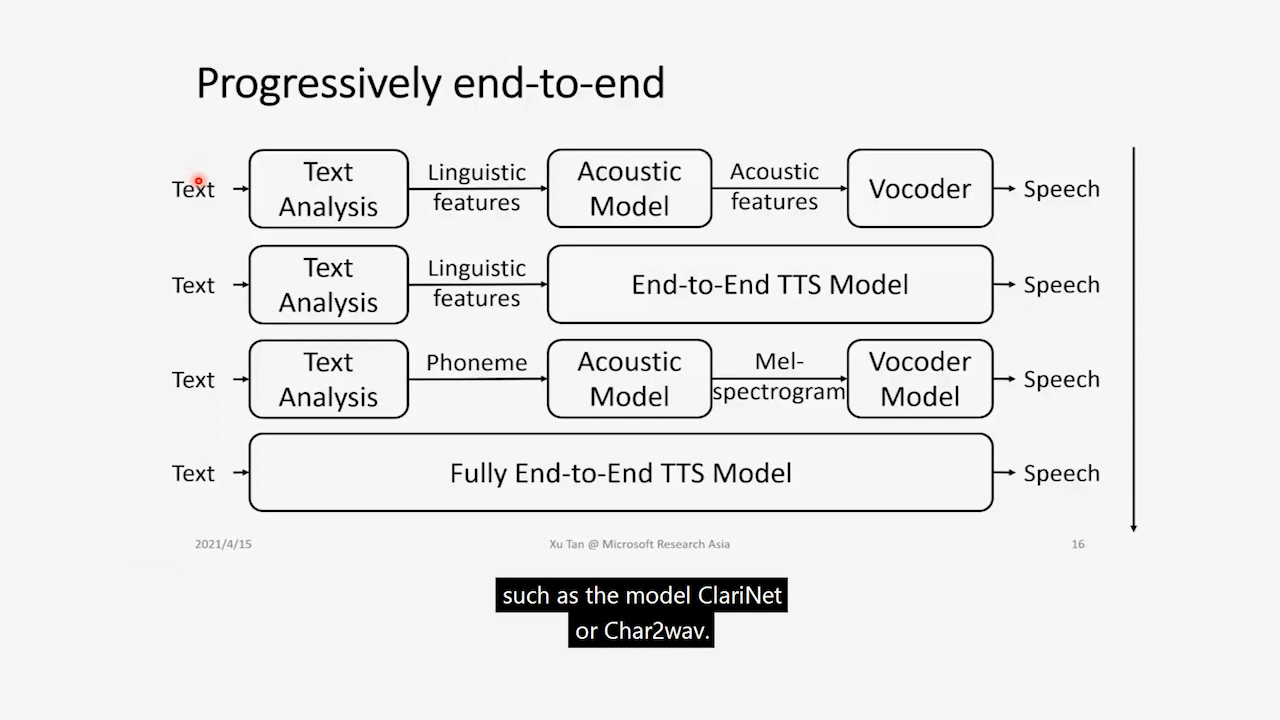 Progressively end-to-end
Text
Text
Analysis
Linguistic
features
Acoustic
Model
Acoustic
features
Vocoder
Speech
Text
Text
Analysis
Linguistic
features
End-to-End TTS Model
Speech
Text
Text
Analysis
Phoneme
Acoustic
Model
Mel-
spectrogram
Vocoder
Model
Speech
Text
Fully End-to-End TTS Model
Speech
2021/4/15
Xu Tan @ Microsoft Research Asia
16
such as the model ClariNet
or Char2wav.